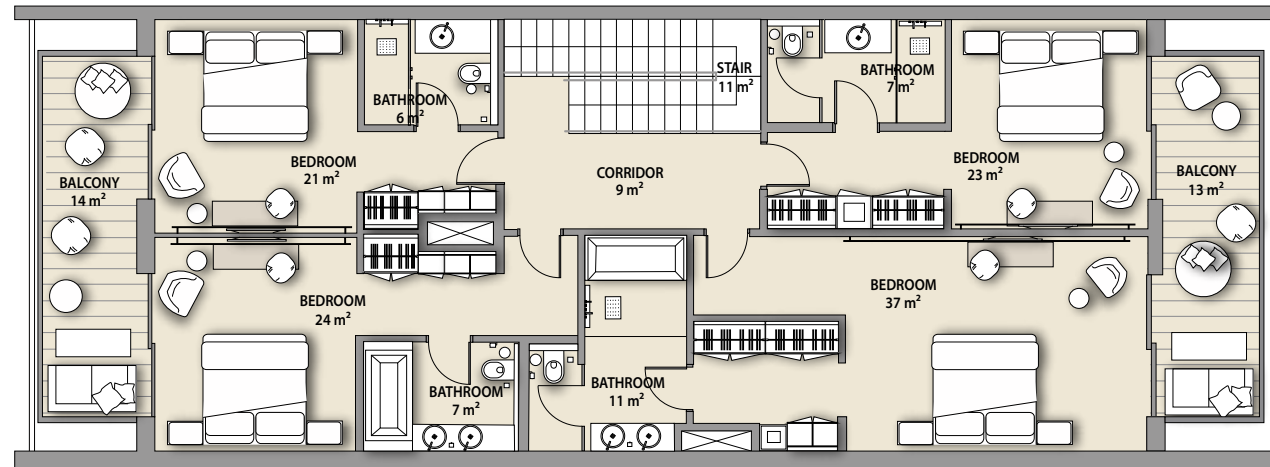 STAIR
11 m²
BATHROOM
7 m²
BATHROOM
6 m²
BEDROOM
21 m²
BEDROOM
23 m²
CORRIDOR
9 m²
BALCONY
14 m²
BALCONY
13 m²
BEDROOM
24 m²
BEDROOM
37 m²
BATHROOM
7 m²
BATHROOM
11 m²